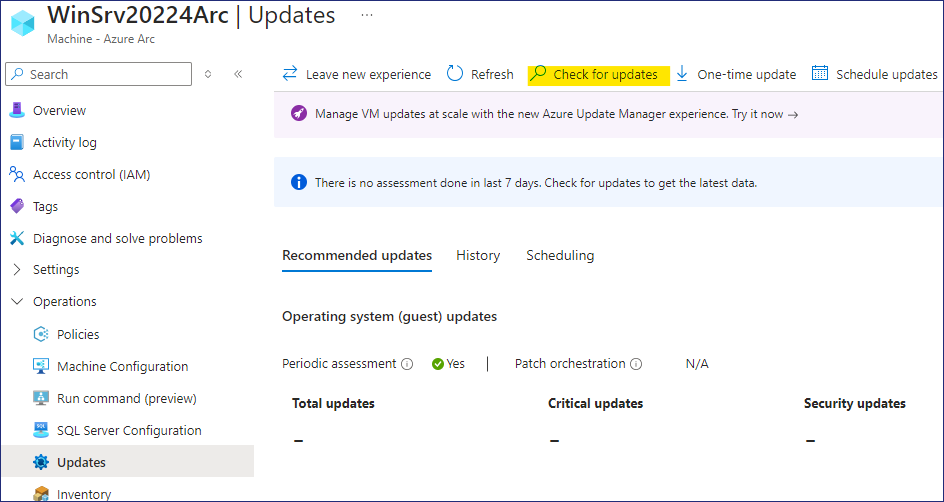 WinSrv20224Arc | Updates ...
Machine - Azure Arc
Search
Leave new experience Refresh Check for updates One-time update Schedule updates
Overview
Manage VM updates at scale with the new Azure Update Manager experience. Try it now →
Activity log
Access control (IAM)
There is no assessment done in last 7 days. Check for updates to get the latest data.
Tags
Diagnose and solve problems
Recommended updates History Scheduling
Settings
Operations
Operating system (guest) updates
Policies
Periodic assessment Yes | Patch orchestration N/A
Machine Configuration
Run command (preview)
Total updates Critical updates Security updates
SQL Server Configuration
– – –
Updates
Inventory